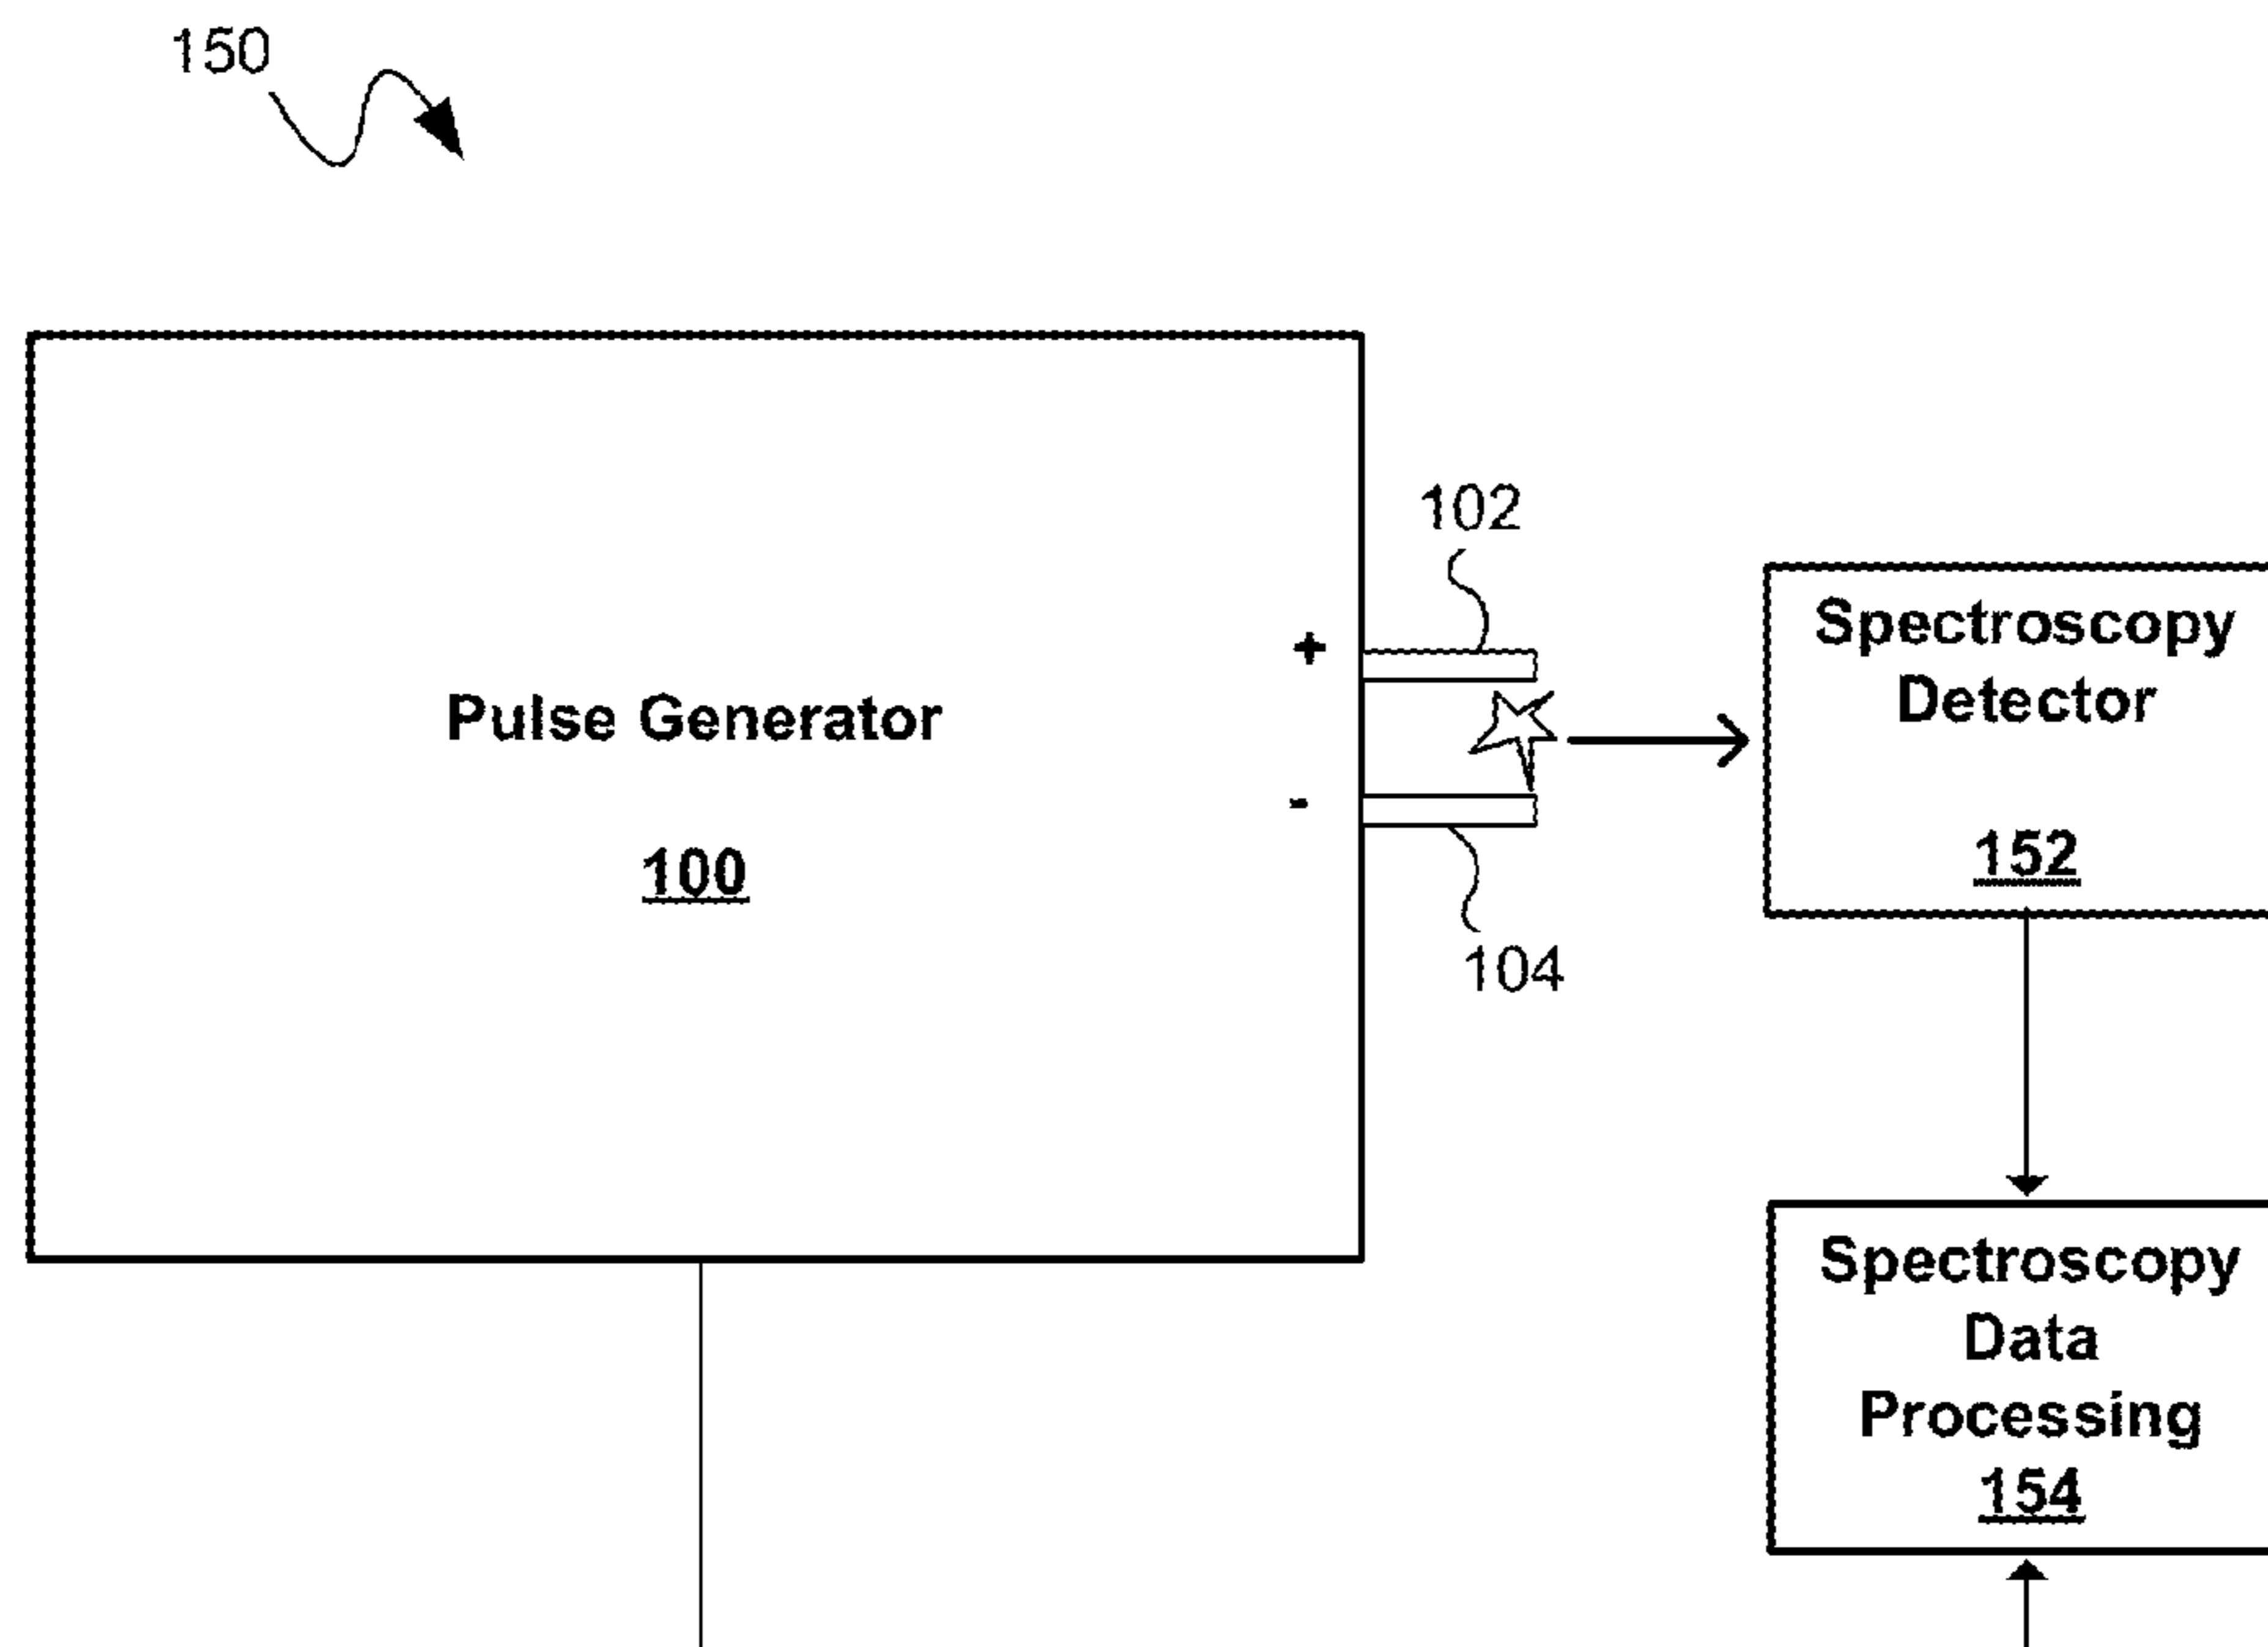 150
102
+
Pulse Generator
-
100
104
Spectroscopy
Detector
152
Spectroscopy
Data
Processing
154